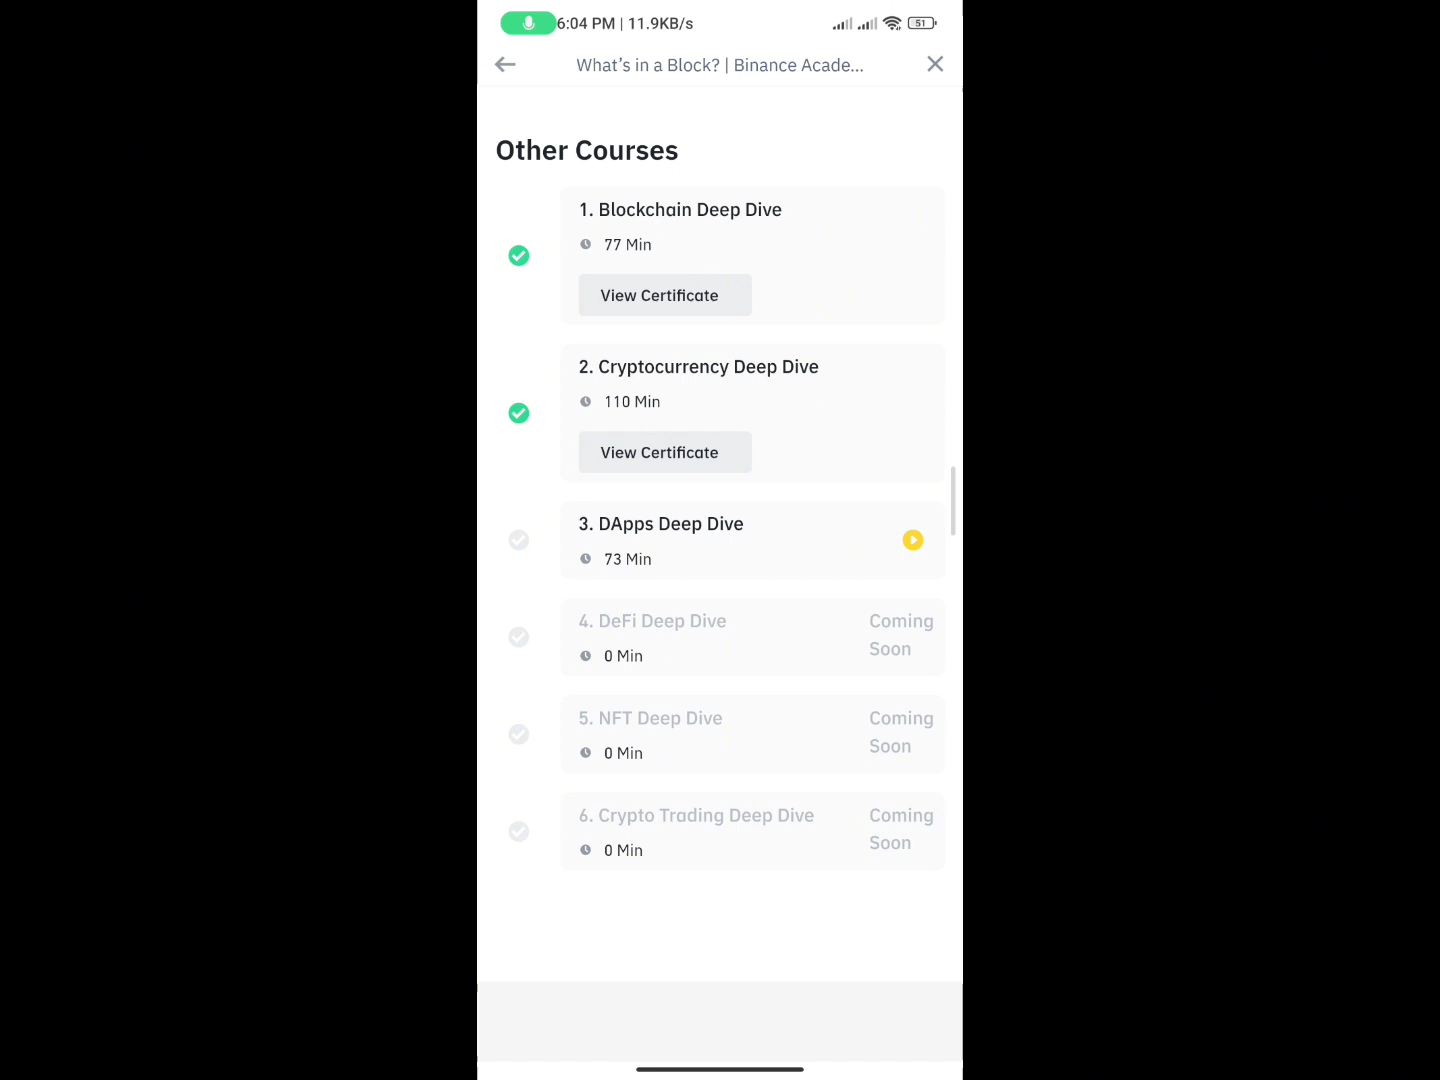 6:04 PM | 11.9KB/s
51
What’s in a Block? | Binance Acade...
Other Courses
1. Blockchain Deep Dive
77 Min
View Certificate
2. Cryptocurrency Deep Dive
110 Min
View Certificate
3. DApps Deep Dive
73 Min
4. DeFi Deep Dive
Coming
Soon
0 Min
5. NFT Deep Dive
Coming
Soon
0 Min
6. Crypto Trading Deep Dive
Coming
Soon
0 Min